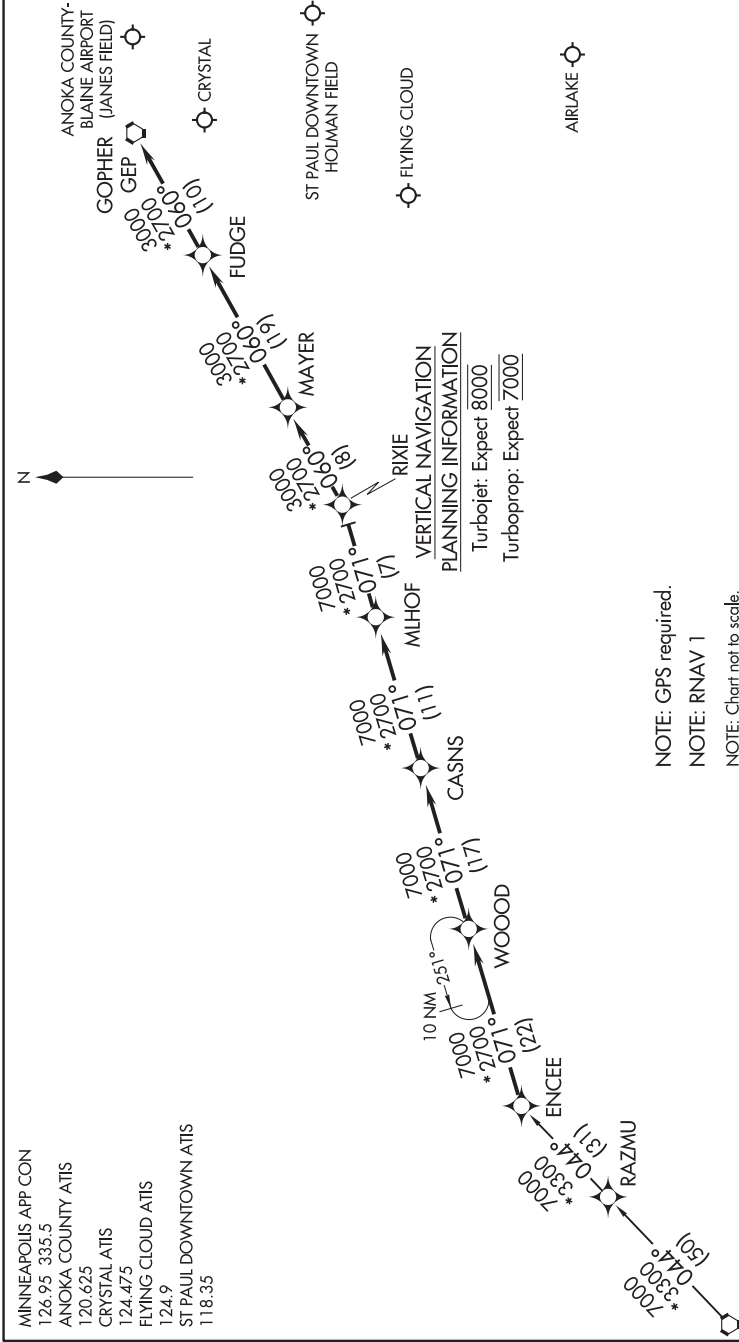 MINNEAPOLIS APP CON
126.95 335.5
ANOKA COUNTY ATIS
120.625
CRYSTAL ATIS
124.475
FLYING CLOUD ATIS
124.9
ST PAUL DOWNTOWN ATIS
118.35
N
ANOKA COUNTY-
BLAINE AIRPORT
(JANES FIELD)
GOPHER
GEP
CRYSTAL
ST PAUL DOWNTOWN
HOLMAN FIELD
FLYING CLOUD
AIRLAKE
3000
*2700
060°
(10)
FUDGE
3000
*2700
060°
(19)
MAYER
3000
*2700
060°
(8)
RIXIE
VERTICAL NAVIGATION
PLANNING INFORMATION
Turbojet: Expect 8000
Turboprop: Expect 7000
7000
*2700
071°
(7)
MLHOF
7000
*2700
071°
(11)
CASNS
7000
*2700
071°
(17)
WOOOD
10 NM
251°
7000
*2700
071°
(22)
ENCEE
7000
*3300
044°
(31)
RAZMU
7000
*3300
044°
(50)
NOTE: GPS required.
NOTE: RNAV 1
NOTE: Chart not to scale.